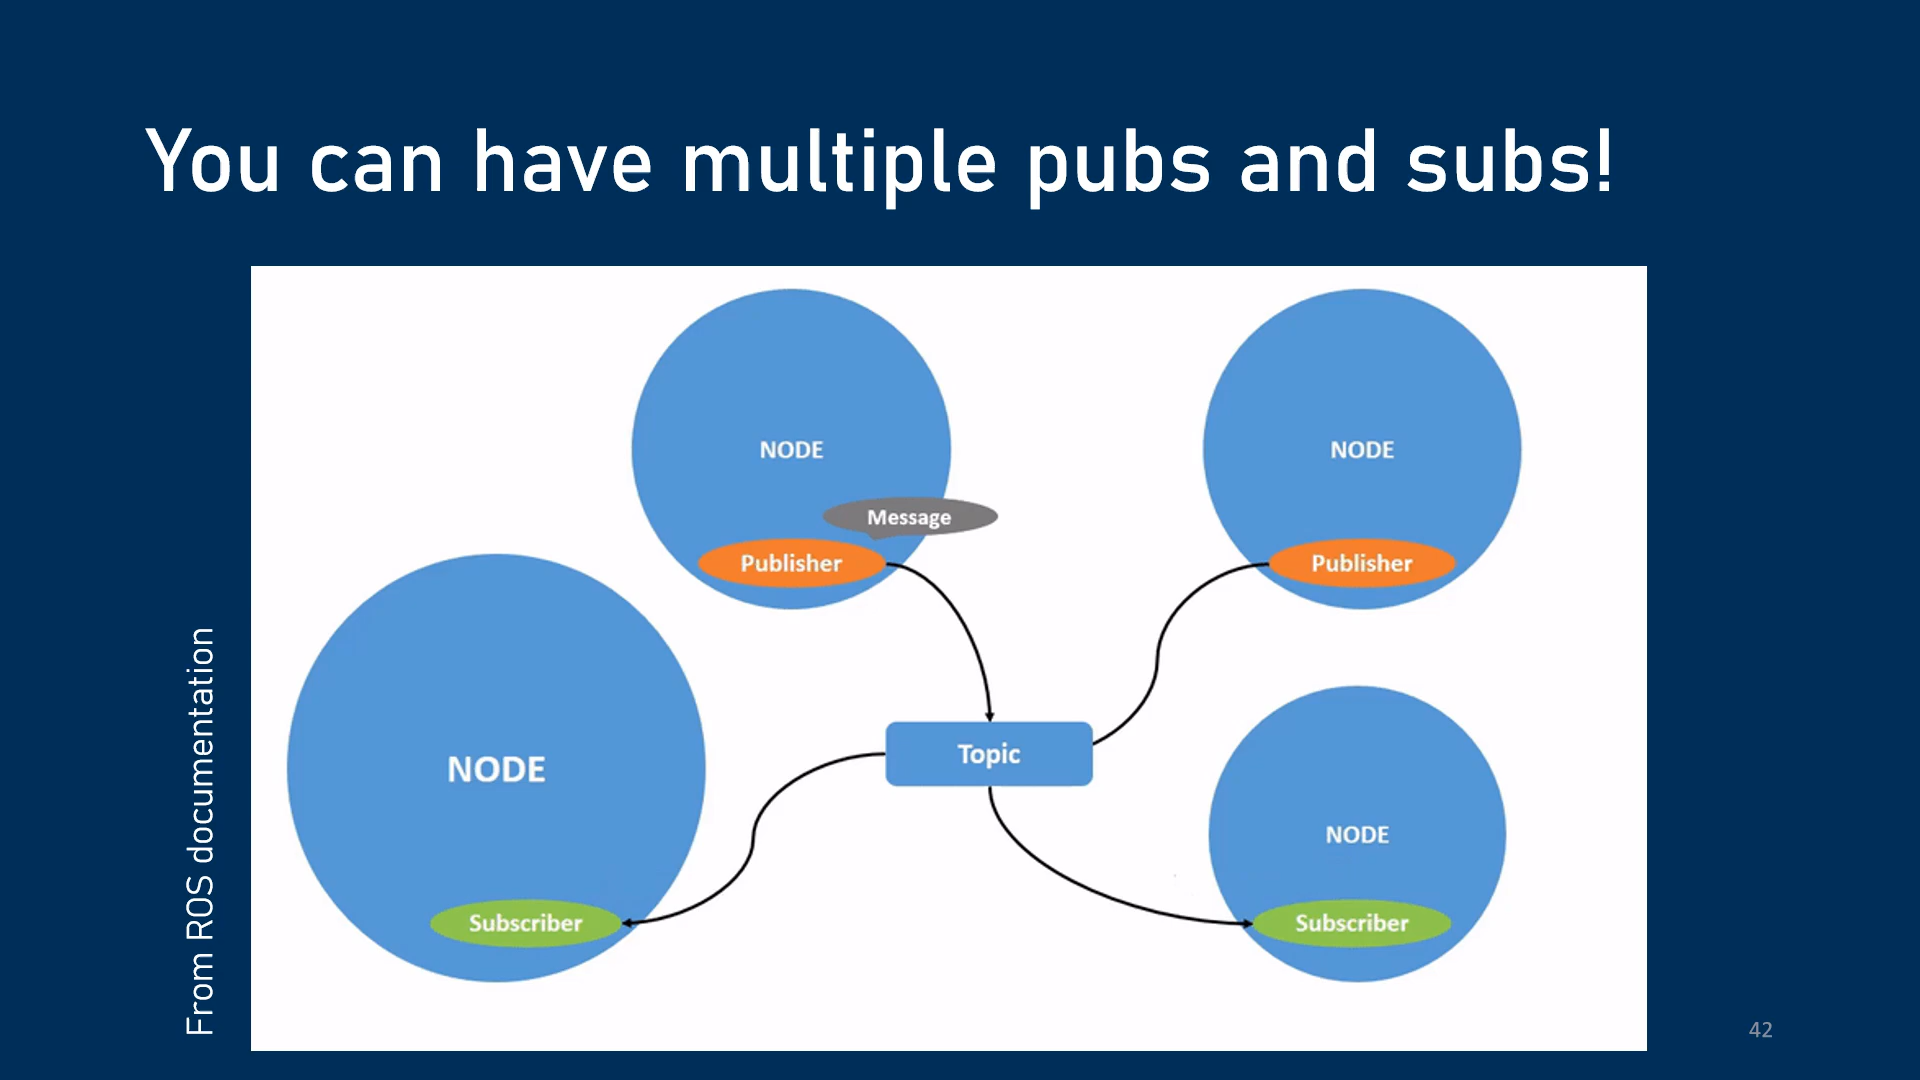 You can have multiple pubs and subs!
NODE
NODE
Message
Publisher
Publisher
Topic
NODE
NODE
Subscriber
Subscriber
From ROS documentation
42